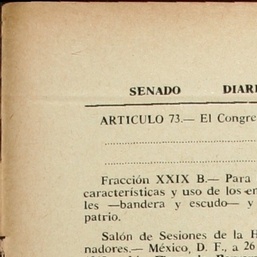 SENADO DIARI
ARTICULO 73.— El Congre
Fracción XXIX B.— Para
características y uso de los
les —bandera y escudo— y
patrio.
Salón de Sesiones de la H
nadores.— México, D. F., a 26